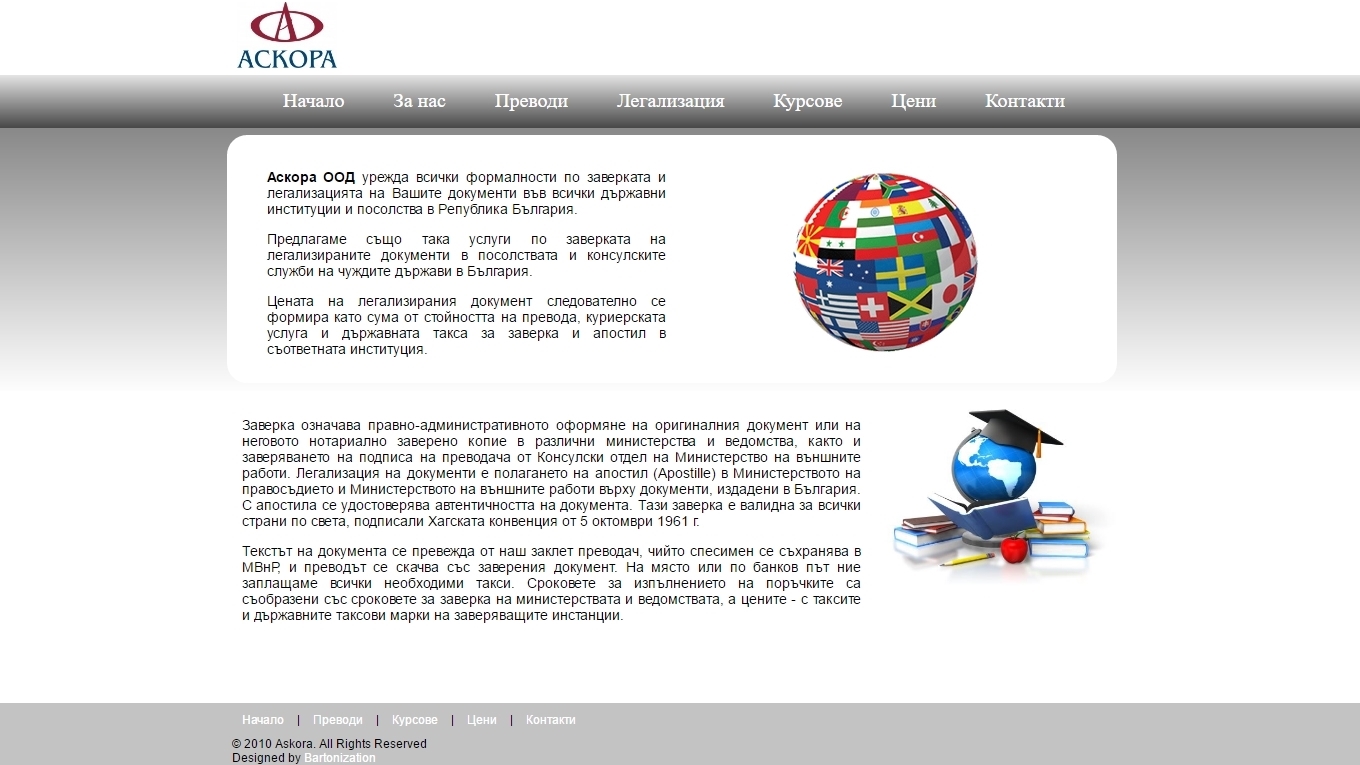 АСКОРА
Начало За нас Преводи Легализация Курсове Цени Контакти
Аскора ООД урежда всички формалности по заверката и
легализацията на Вашите документи във всички държавни
институции и посолства в Република България.
Предлагаме също така услуги по заверката на
легализираните документи в посолствата и консулските
служби на чуждите държави в България.
Цената на легализирания документ следователно се
формира като сума от стойността на превода, куриерската
услуга и държавната такса за заверка и апостил в
съответната институция.
Заверка означава правно-административното оформяне на оригиналния документ или на
неговото нотариално заверено копие в различни министерства и ведомства, както и
заверяването на подписа на преводача от Консулски отдел на Министерство на външните
работи. Легализация на документи е полагането на апостил (Apostille) в Министерството на
правосъдието и Министерството на външните работи върху документи, издадени в България.
С апостила се удостоверява автентичността на документа. Тази заверка е валидна за всички
страни по света, подписали Хагската конвенция от 5 октомври 1961 г.
Текстът на документа се превежда от наш заклет преводач, чийто спесимен се съхранява в
МВнР, и преводът се скачва със заверения документ. На място или по банков път ние
заплащаме всички необходими такси. Сроковете за изпълнението на поръчките са
съобразени със сроковете за заверка на министерствата и ведомствата, а цените - с таксите
и държавните таксови марки на заверяващите инстанции.
Начало | Преводи | Курсове | Цени | Контакти
© 2010 Askora. All Rights Reserved
Designed by Bartonization